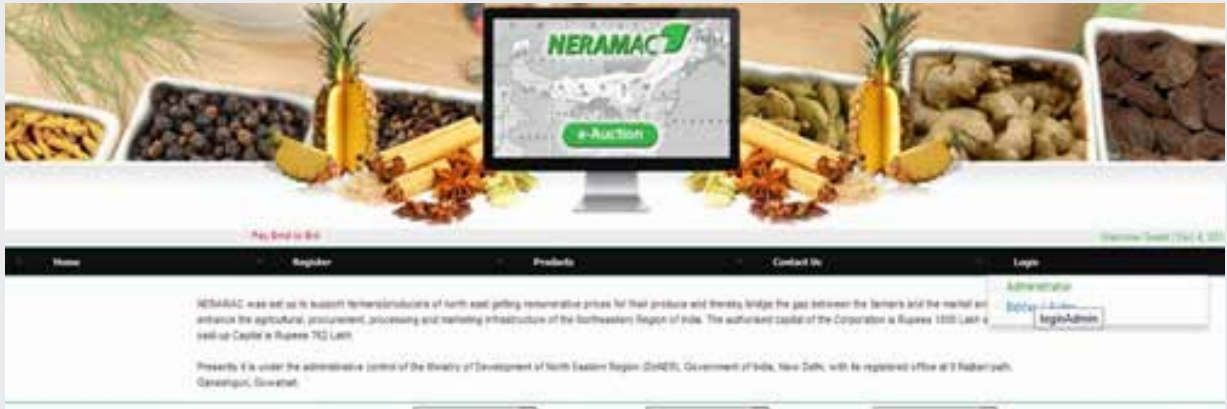 NERAMAC
e-Auction
Pay Emd to Bid
Home Register Products Contact Us Login
Administrator
loginAdmin
NERAMAC was set up to support farmers/producers of north east getting remunerative prices for their produce and thereby bridge the gap between the farmers and the market and
enhance the agricultural, procurement, processing and marketing infrastructure of the Northeastern Region of India. The authorised capital of the Corporation is Rupees 1000 Lakh
paid up Capital is Rupees 762 Lakh.
Presently it is under the administrative control of the Ministry of Development of North Eastern Region (DoNER), Government of India, New Delhi, with its registered office at 9 Rajbari path,
Ganeshguri, Guwahati.